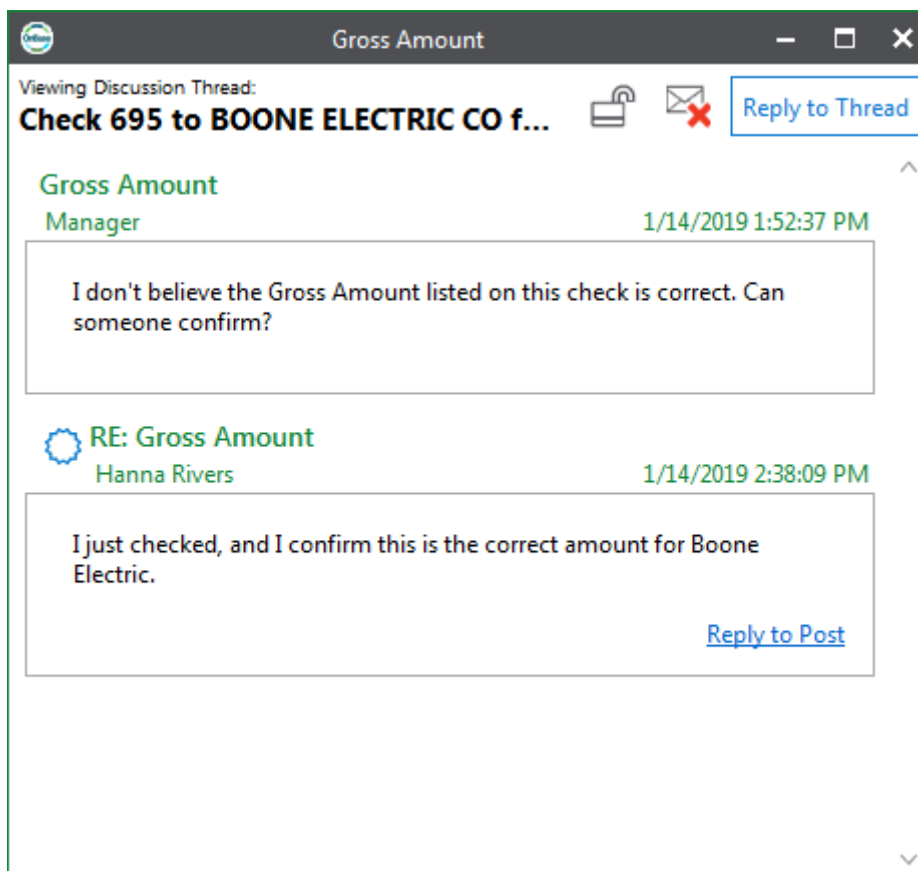 OnBase
Gross Amount
Viewing Discussion Thread:
Check 695 to BOONE ELECTRIC CO f...
Reply to Thread
Gross Amount
Manager 1/14/2019 1:52:37 PM
I don't believe the Gross Amount listed on this check is correct. Can
someone confirm?
RE: Gross Amount
Hanna Rivers 1/14/2019 2:38:09 PM
I just checked, and I confirm this is the correct amount for Boone
Electric.
Reply to Post